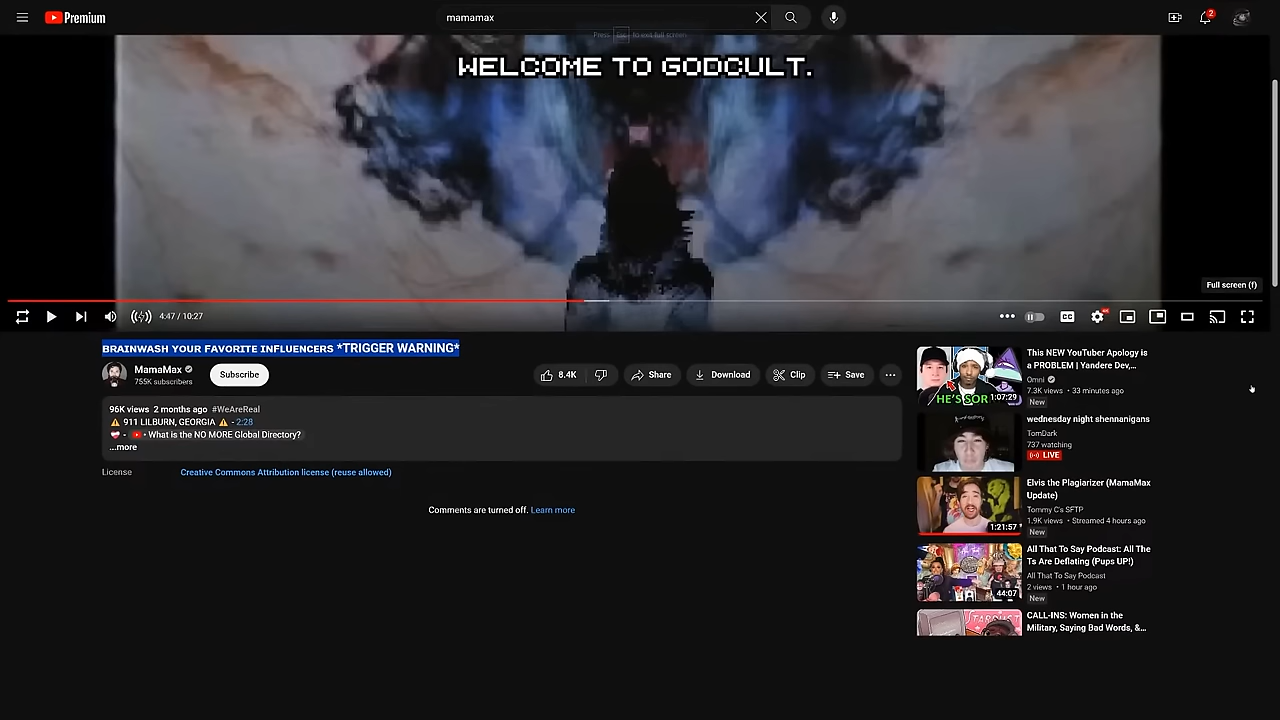 Premium
mamamax
2
Press Esc to exit full screen
WELCOME TO GODCULT.
Full screen (f)
4:47 / 10:27
CC
BRAINWASH YOUR FAVORITE INFLUENCERS *TRIGGER WARNING*
MamaMax
755K subscribers
Subscribe
8.4K
Share
Download
Clip
Save
96K views 2 months ago #WeAreReal
⚠ 911 LILBURN, GEORGIA ⚠ - 2:28
- • What is the NO MORE Global Directory?
...more
License
Creative Commons Attribution license (reuse allowed)
Comments are turned off. Learn more
HE'S SOR
1:07:29
This NEW YouTuber Apology is
a PROBLEM | Yandere Dev,...
Omni
7.3K views • 33 minutes ago
New
wednesday night shennanigans
TomDark
737 watching
LIVE
1:21:57
Elvis the Plagiarizer (MamaMax
Update)
Tommy C's SFTP
1.9K views • Streamed 4 hours ago
New
44:07
All That To Say Podcast: All The
Ts Are Deflating (Pups UP!)
All That To Say Podcast
2 views • 1 hour ago
New
CALL-INS: Women in the
Military, Saying Bad Words, &...